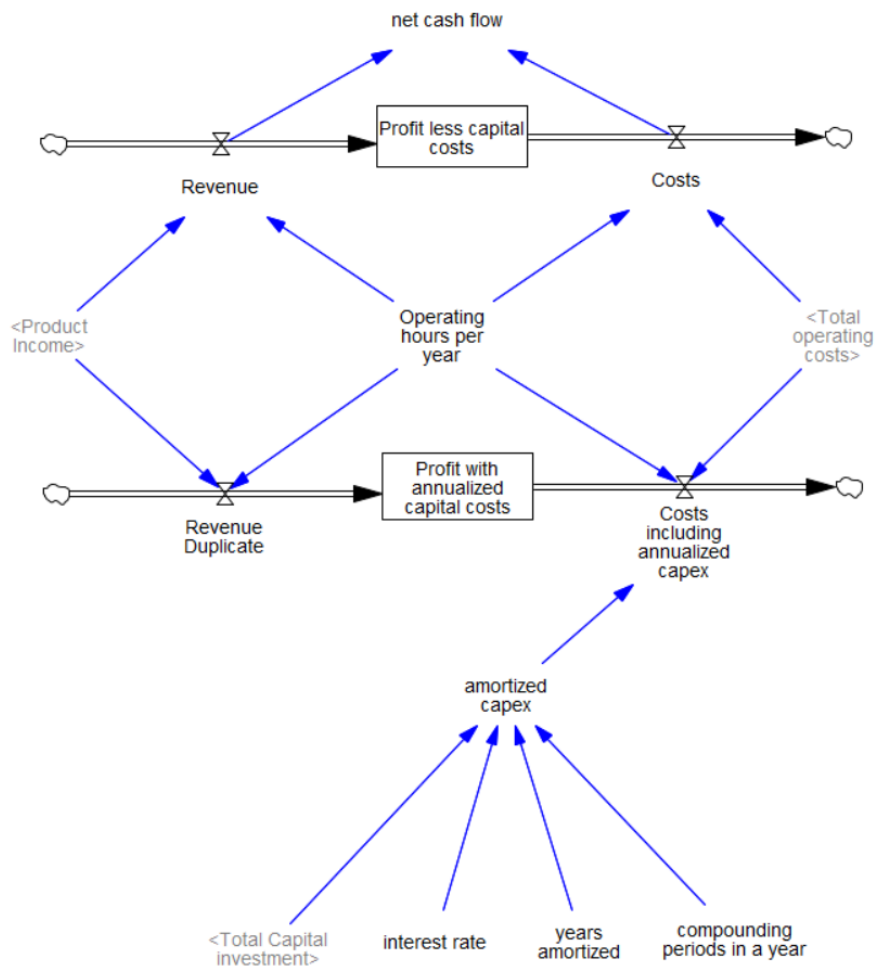 net cash flow
Profit less capital
costs
Revenue
Costs
<Product
Income>
Operating
hours per
year
<Total
operating
costs>
Profit with
annualized
capital costs
Revenue
Duplicate
Costs
including
annualized
capex
amortized
capex
<Total Capital
investment>
interest rate
years
amortized
compounding
periods in a year